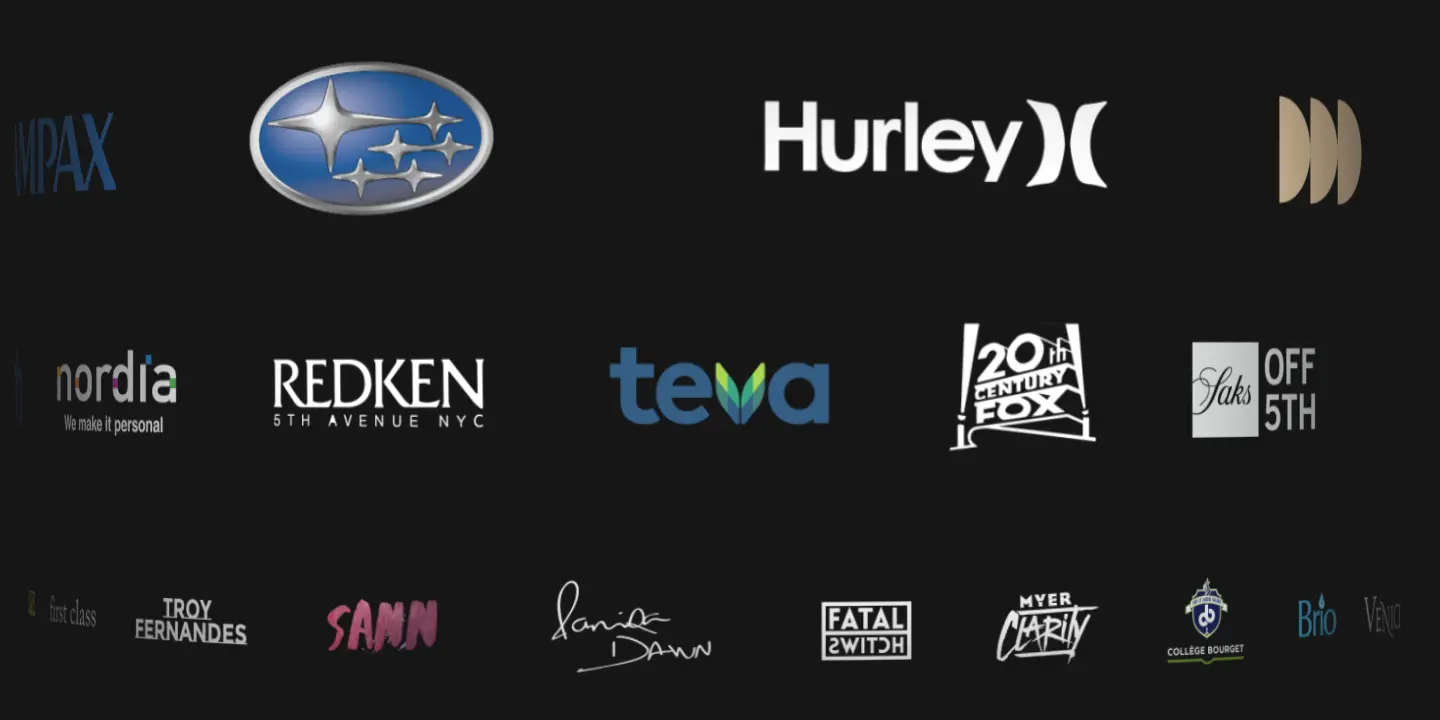 MPAX
Hurley
nordia
We make it personal
REDKEN
5TH AVENUE NYC
teva
20th
CENTURY
FOX
Saks
OFF
5TH
first class
TROY
FERNANDES
SAMN
DAWN
FATAL
SWITCH
MYER
CLARITY
COLLÈGE BOURGET
Brio